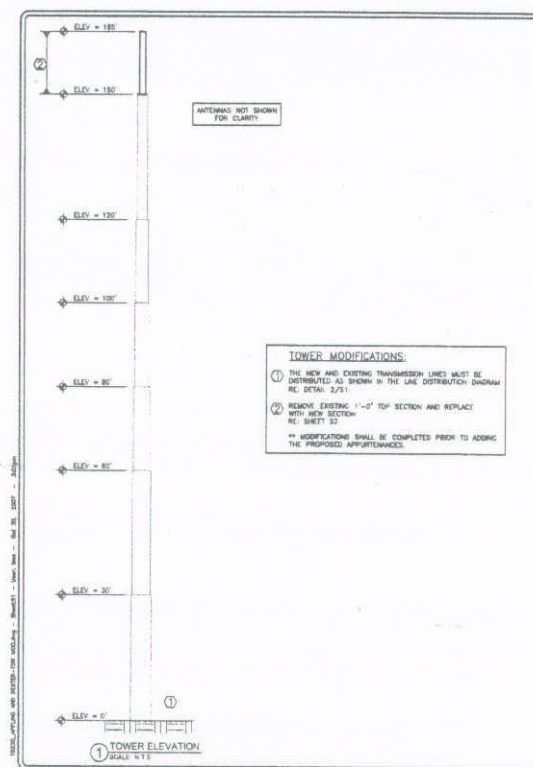 ELEV = 185'
2
ELEV = 150'
ANTENNAS NOT SHOWN
FOR CLARITY
ELEV = 120'
ELEV = 100'
ELEV = 80'
ELEV = 60'
ELEV = 30'
ELEV = 0'
1
TOWER MODIFICATIONS:
1 THE NEW AND EXISTING TRANSMISSION LINES MUST BE
DISTRIBUTED AS SHOWN IN THE LINE DISTRIBUTION DIAGRAM
RE: DETAIL 2/S1.
2 REMOVE EXISTING 1'-0" TOP SECTION AND REPLACE
WITH NEW SECTION
RE: SHEET S2
** MODIFICATIONS SHALL BE COMPLETED PRIOR TO ADDING
THE PROPOSED APPURTENANCES.
1 TOWER ELEVATION
SCALE: N.T.S